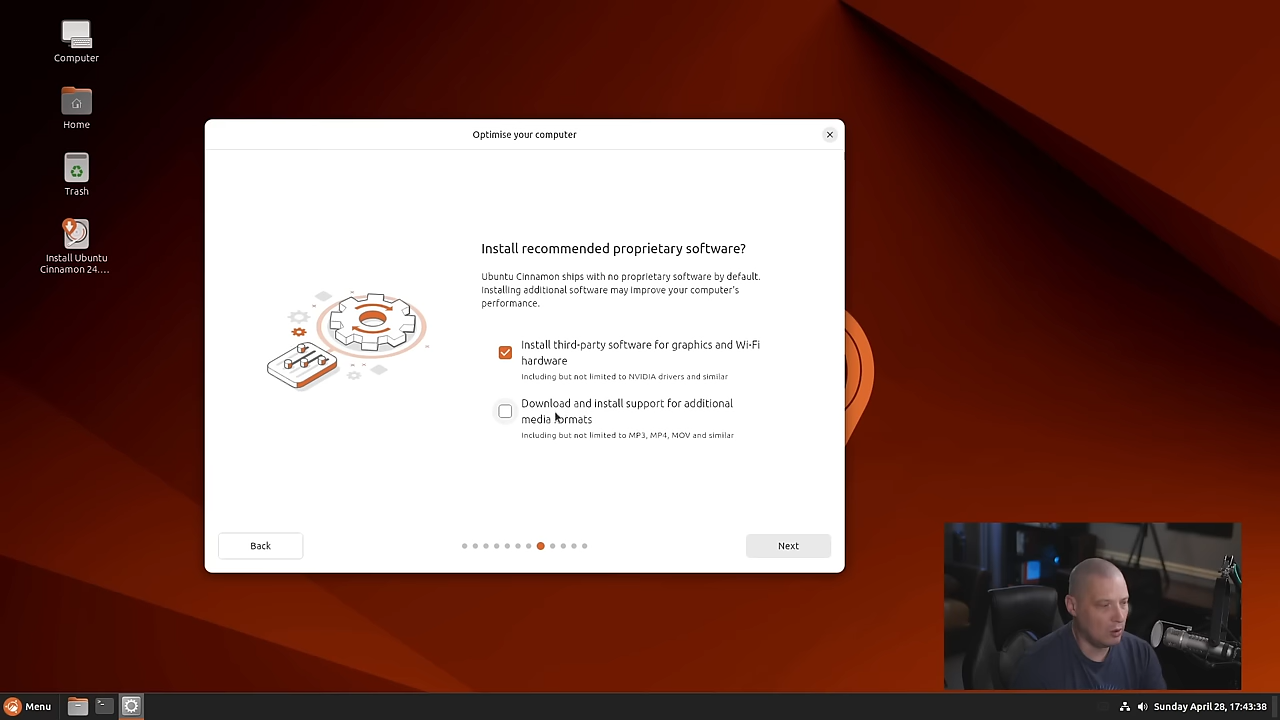 Computer
Home
Trash
Install Ubuntu
Cinnamon 24....
Optimise your computer
Install recommended proprietary software?
Ubuntu Cinnamon ships with no proprietary software by default.
Installing additional software may improve your computer's
performance.
Install third-party software for graphics and Wi-Fi
hardware
Including but not limited to NVIDIA drivers and similar
Download and install support for additional
media formats
Including but not limited to MP3, MP4, MOV and similar
Back
Next
Menu
Sunday April 28, 17:43:38